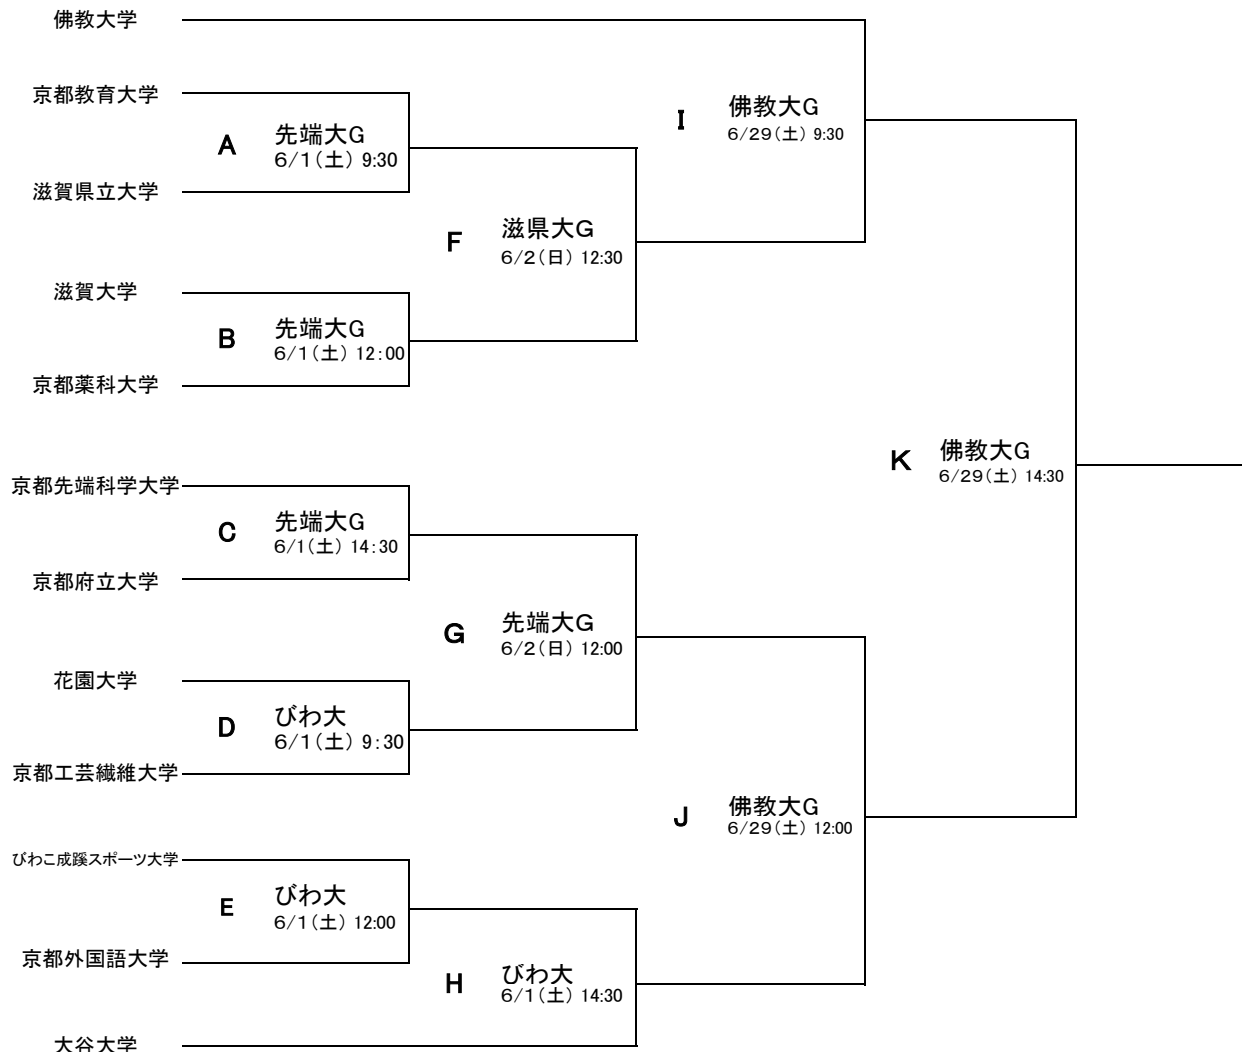 佛教大学
京都教育大学
A
先端大G
6/1(土) 9:30
滋賀県立大学
F
滋県大G
6/2(日) 12:30
滋賀大学
B
先端大G
6/1(土) 12:00
京都薬科大学
I
佛教大G
6/29(土) 9:30
K
佛教大G
6/29(土) 14:30
京都先端科学大学
C
先端大G
6/1(土) 14:30
京都府立大学
G
先端大G
6/2(日) 12:00
花園大学
D
びわ大
6/1(土) 9:30
京都工芸繊維大学
J
佛教大G
6/29(土) 12:00
びわこ成蹊スポーツ大学
E
びわ大
6/1(土) 12:00
京都外国語大学
H
びわ大
6/1(土) 14:30
大谷大学